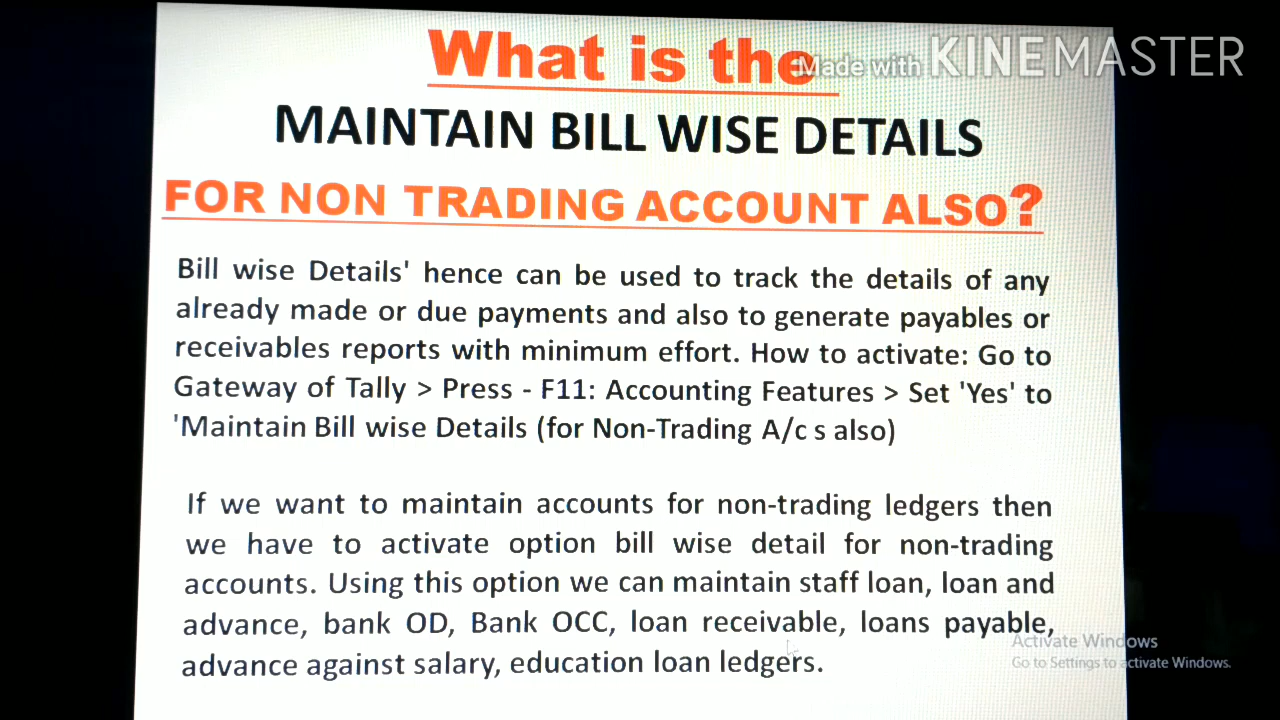 What is the
Made with KINEMASTER
MAINTAIN BILL WISE DETAILS
FOR NON TRADING ACCOUNT ALSO?
Bill wise Details' hence can be used to track the details of any
already made or due payments and also to generate payables or
receivables reports with minimum effort. How to activate: Go to
Gateway of Tally > Press - F11: Accounting Features > Set 'Yes' to
'Maintain Bill wise Details (for Non-Trading A/c s also)
If we want to maintain accounts for non-trading ledgers then
we have to activate option bill wise detail for non-trading
accounts. Using this option we can maintain staff loan, loan and
advance, bank OD, Bank OCC, loan receivable, loans payable,
advance against salary, education loan ledgers.
Activate Windows
Go to Settings to activate Windows.